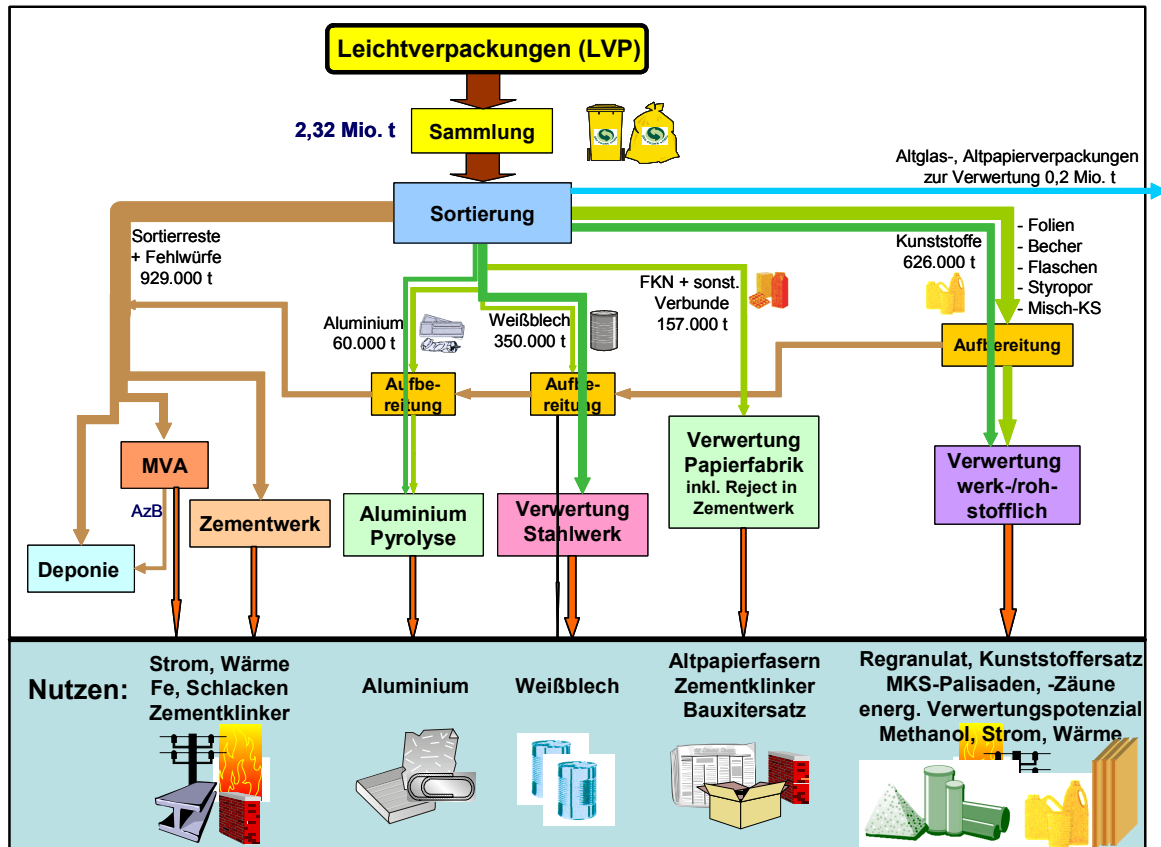 Leichtverpackungen (LVP)
2,32 Mio. t
Sammlung
Altglas-, Altpapierverpackungen
zur Verwertung 0,2 Mio. t
Sortierung
Sortierreste
+ Fehlwürfe
929.000 t
Aluminium
60.000 t
Weißblech
350.000 t
FKN + sonst.
Verbunde
157.000 t
Kunststoffe
626.000 t
- Folien
- Becher
- Flaschen
- Styropor
- Misch-KS
Aufbe-
reitung
Aufbe-
reitung
Aufbereitung
MVA
AzB
Deponie
Zementwerk
Aluminium
Pyrolyse
Verwertung
Stahlwerk
Verwertung
Papierfabrik
inkl. Reject in
Zementwerk
Verwertung
werk-/roh-
stofflich
Nutzen:
Strom, Wärme
Fe, Schlacken
Zementklinker
Aluminium
Weißblech
Altpapierfasern
Zementklinker
Bauxitersatz
Regranulat, Kunststoffersatz
MKS-Palisaden, -Zäune
energ. Verwertungspotenzial
Methanol, Strom, Wärme